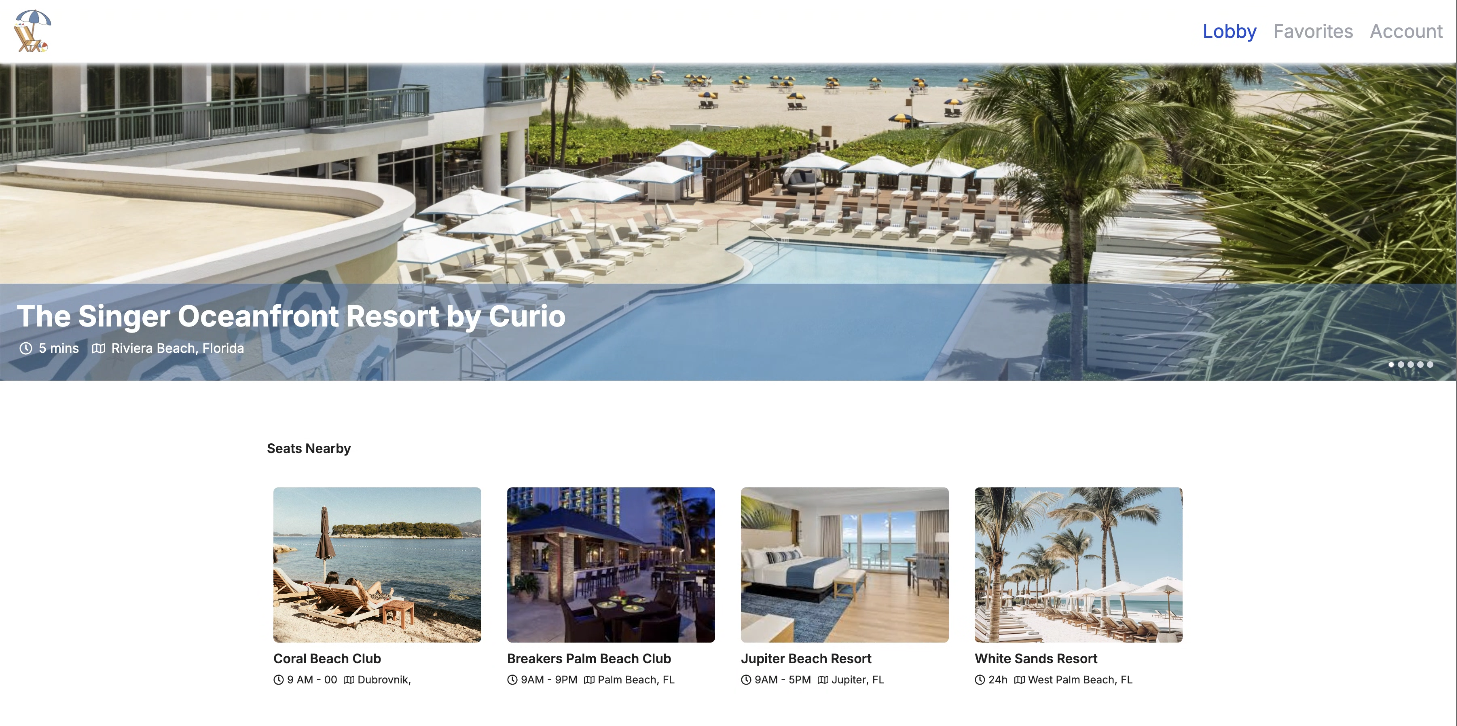 Lobby Favorites Account
The Singer Oceanfront Resort by Curio
5 mins Riviera Beach, Florida
Seats Nearby
Coral Beach Club
9 AM - 00 Dubrovnik,
Breakers Palm Beach Club
9AM - 9PM Palm Beach, FL
Jupiter Beach Resort
9AM - 5PM Jupiter, FL
White Sands Resort
24h West Palm Beach, FL